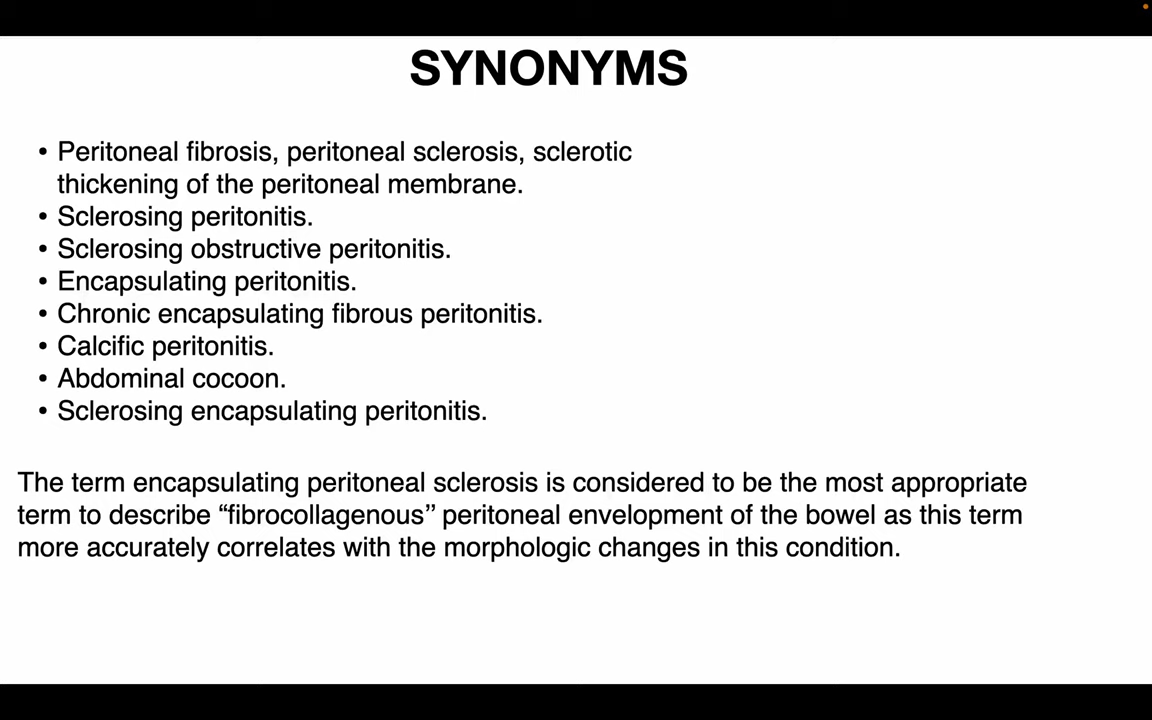 SYNONYMS
• Peritoneal fibrosis, peritoneal sclerosis, sclerotic
thickening of the peritoneal membrane.
• Sclerosing peritonitis.
• Sclerosing obstructive peritonitis.
• Encapsulating peritonitis.
• Chronic encapsulating fibrous peritonitis.
• Calcific peritonitis.
• Abdominal cocoon.
• Sclerosing encapsulating peritonitis.
The term encapsulating peritoneal sclerosis is considered to be the most appropriate
term to describe “fibrocollagenous” peritoneal envelopment of the bowel as this term
more accurately correlates with the morphologic changes in this condition.